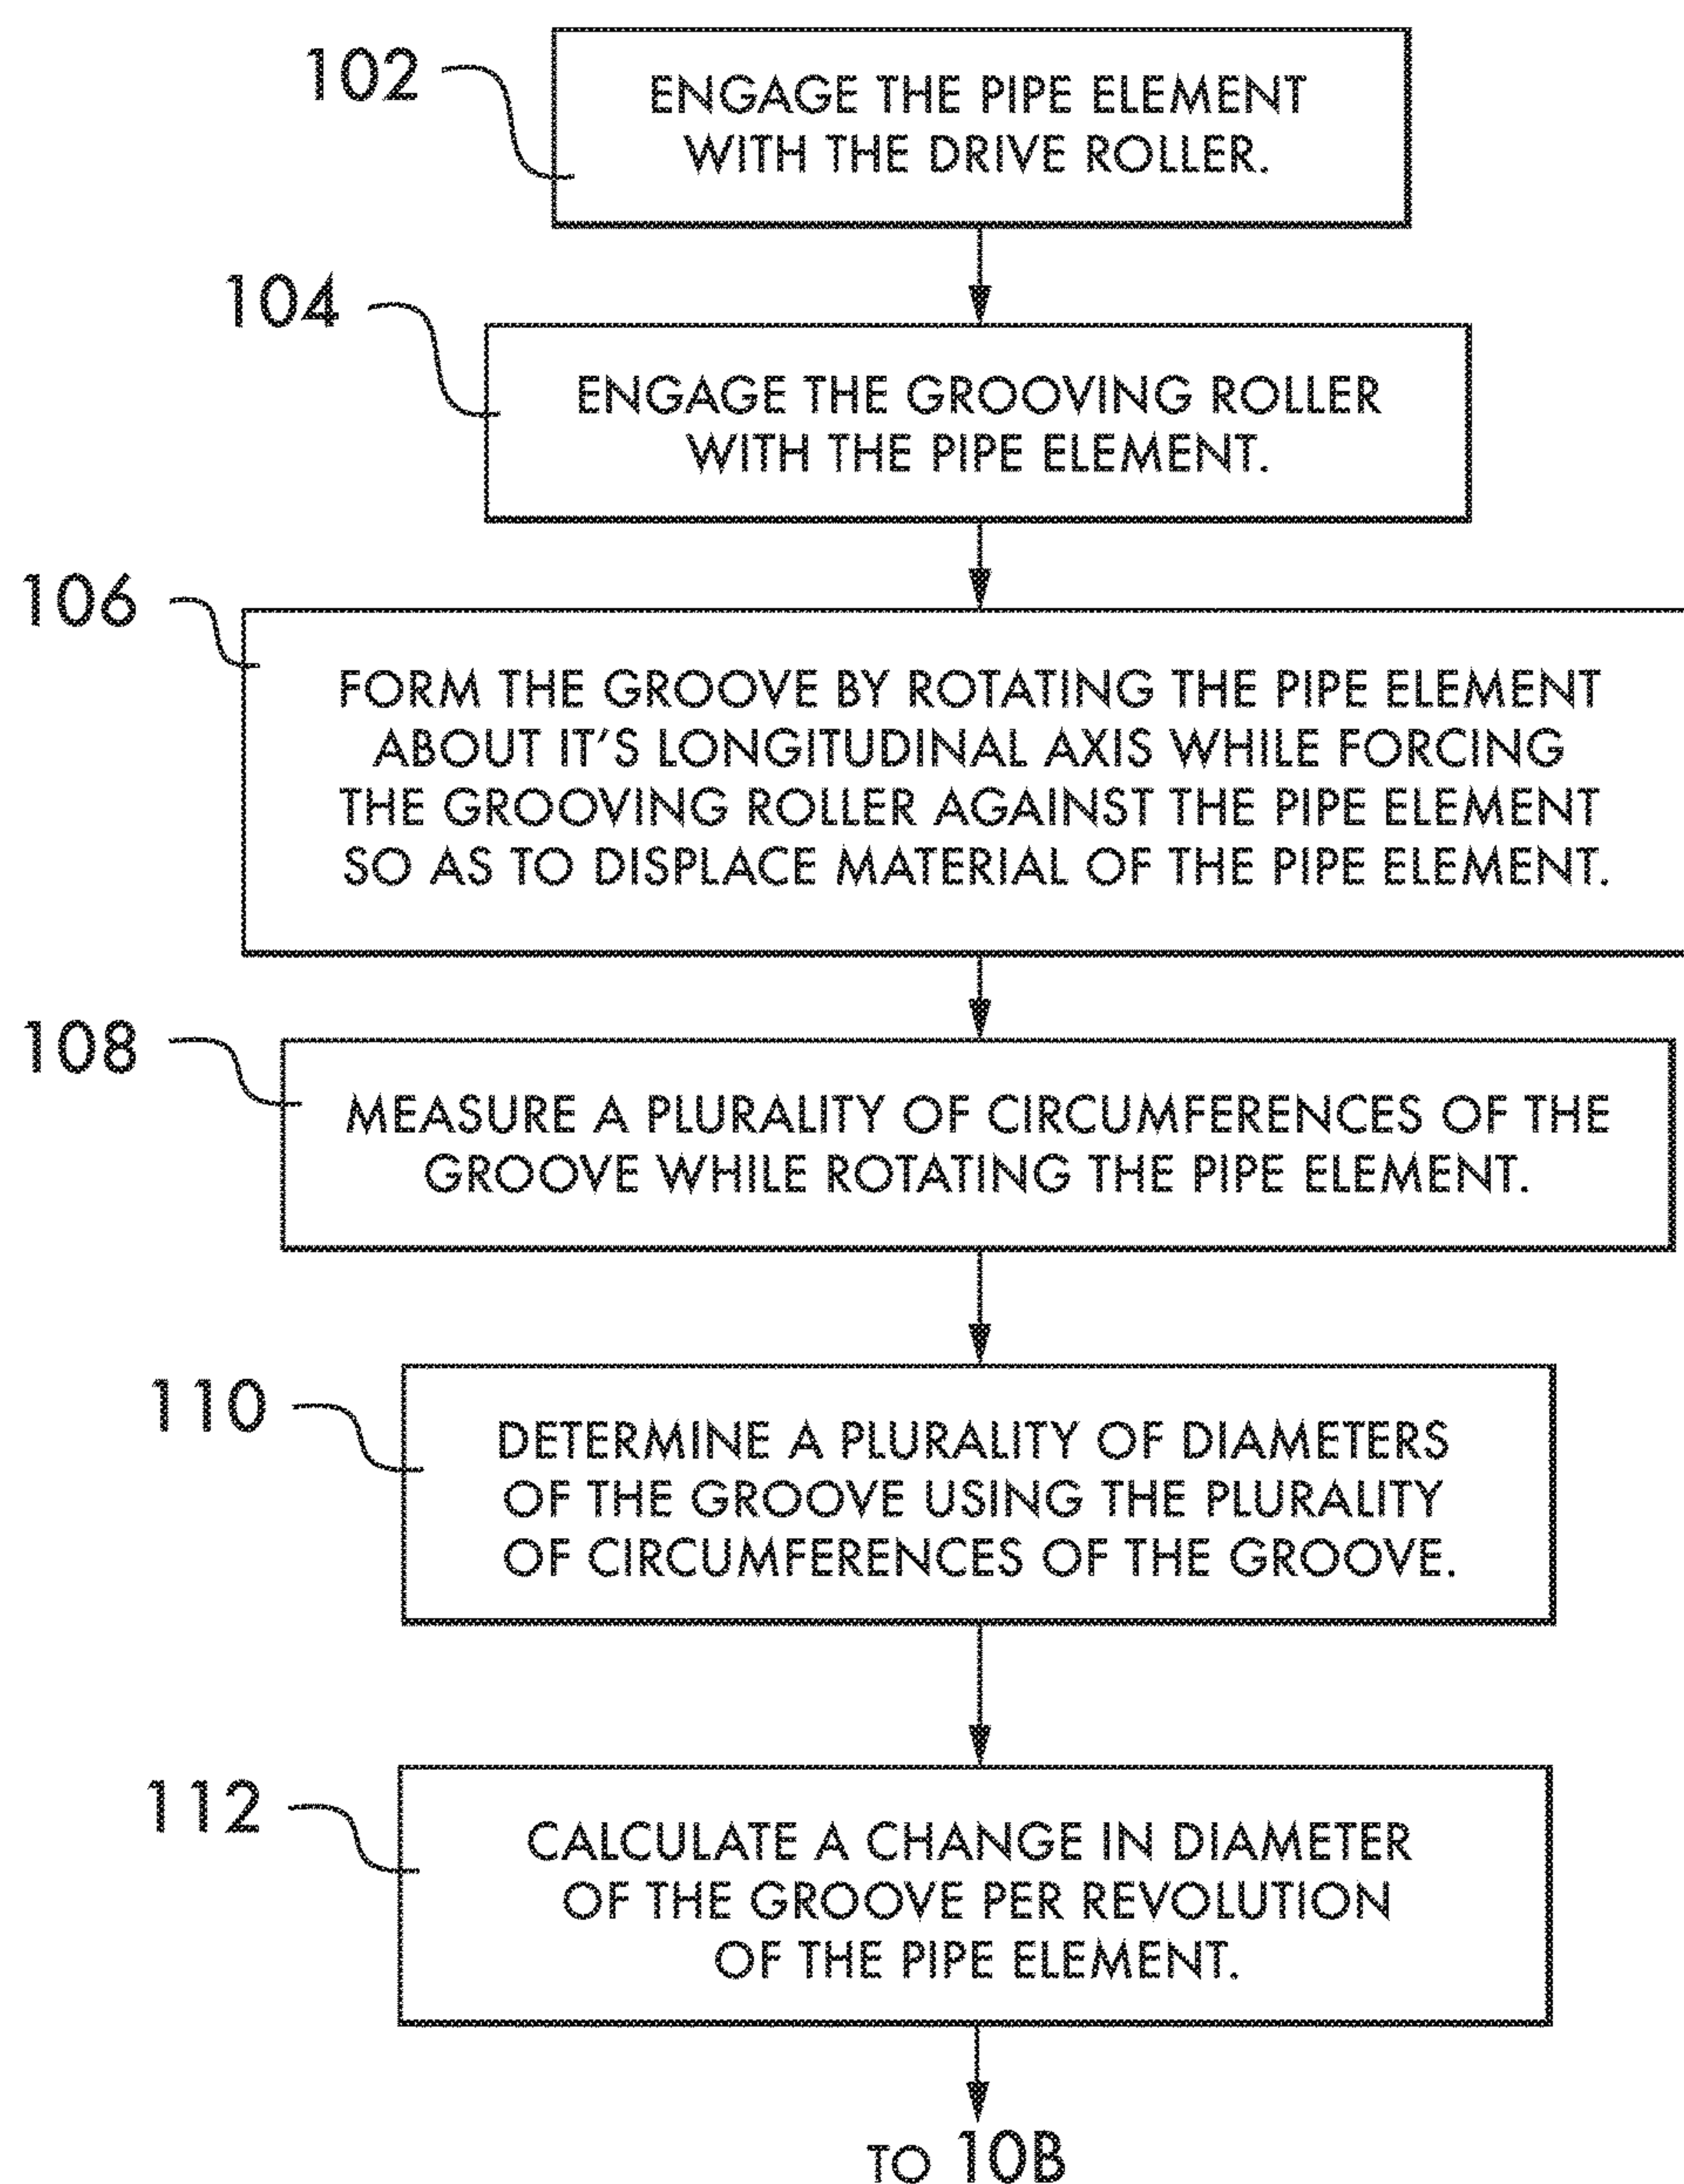 102
ENGAGE THE PIPE ELEMENT
WITH THE DRIVE ROLLER.
104
ENGAGE THE GROOVING ROLLER
WITH THE PIPE ELEMENT.
106
FORM THE GROOVE BY ROTATING THE PIPE ELEMENT
ABOUT IT'S LONGITUDINAL AXIS WHILE FORCING
THE GROOVING ROLLER AGAINST THE PIPE ELEMENT
SO AS TO DISPLACE MATERIAL OF THE PIPE ELEMENT.
108
MEASURE A PLURALITY OF CIRCUMFERENCES OF THE
GROOVE WHILE ROTATING THE PIPE ELEMENT.
110
DETERMINE A PLURALITY OF DIAMETERS
OF THE GROOVE USING THE PLURALITY
OF CIRCUMFERENCES OF THE GROOVE.
112
CALCULATE A CHANGE IN DIAMETER
OF THE GROOVE PER REVOLUTION
OF THE PIPE ELEMENT.
TO 10B